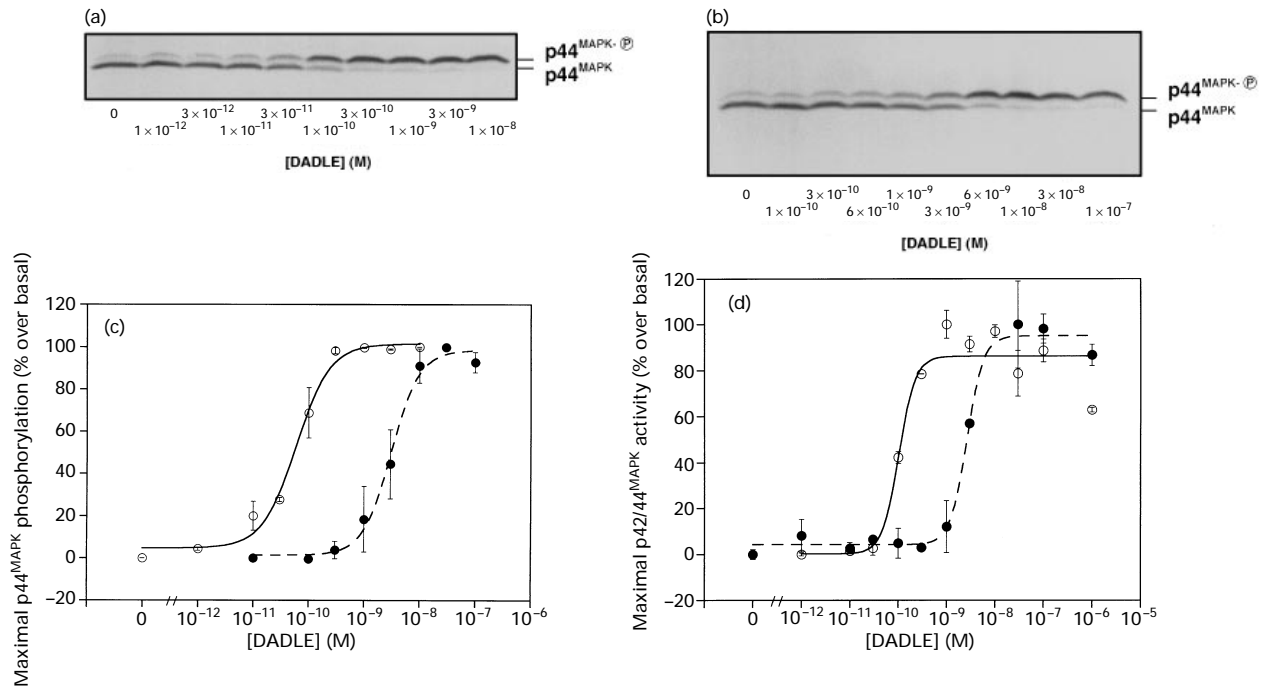 (a)
p44MAPK-Ⓟ
p44MAPK
0 3 × 10⁻¹² 3 × 10⁻¹¹ 3 × 10⁻¹⁰ 3 × 10⁻⁹
1 × 10⁻¹² 1 × 10⁻¹¹ 1 × 10⁻¹⁰ 1 × 10⁻⁹ 1 × 10⁻⁸
[DADLE] (M)
(b)
p44MAPK-Ⓟ
p44MAPK
0 3 × 10⁻¹⁰ 1 × 10⁻⁹ 6 × 10⁻⁹ 3 × 10⁻⁸
1 × 10⁻¹⁰ 6 × 10⁻¹⁰ 3 × 10⁻⁹ 1 × 10⁻⁸ 1 × 10⁻⁷
[DADLE] (M)
(c)
Maximal p44MAPK phosphorylation (% over basal)
120
100
80
60
40
20
0
−20
0 10⁻¹² 10⁻¹¹ 10⁻¹⁰ 10⁻⁹ 10⁻⁸ 10⁻⁷ 10⁻⁶
[DADLE] (M)
(d)
Maximal p42/44MAPK activity (% over basal)
120
100
80
60
40
20
0
−20
0 10⁻¹² 10⁻¹¹ 10⁻¹⁰ 10⁻⁹ 10⁻⁸ 10⁻⁷ 10⁻⁶ 10⁻⁵
[DADLE] (M)